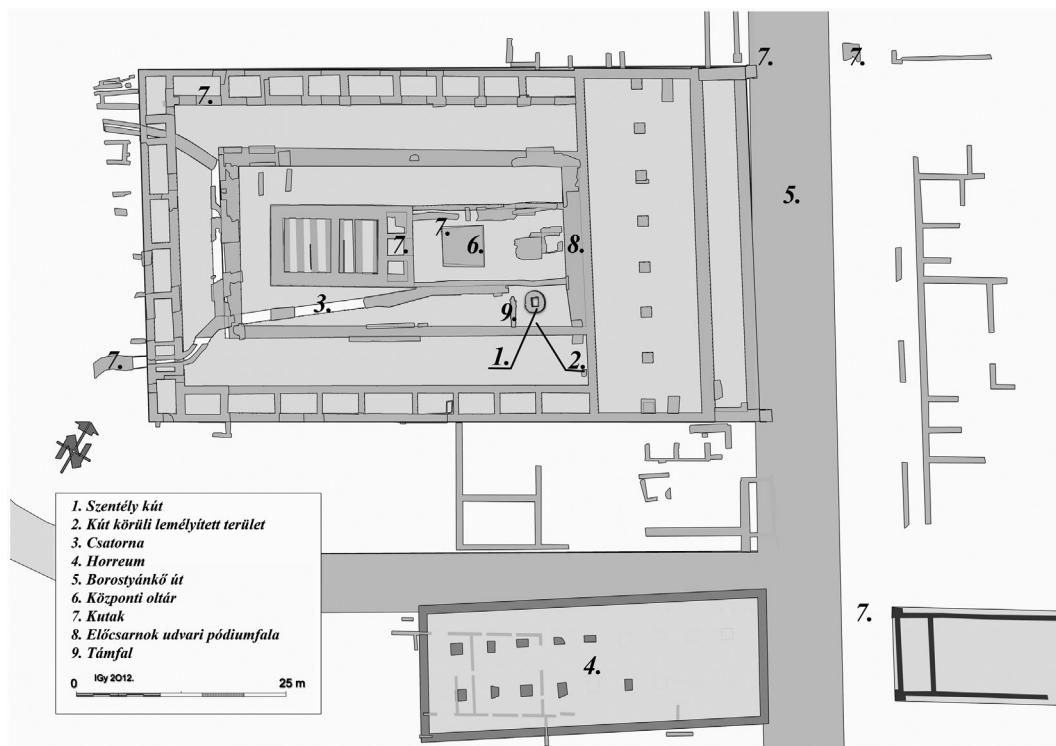 7.
7.
7.
5.
7.
7.
6.
8.
3.
9.
1.
2.
7.
1. Szentély kút
2. Kút körüli lemélyített terület
3. Csatorna
4. Horreum
5. Borostyánkő út
6. Központi oltár
7. Kutak
8. Előcsarnok udvari pódiumfala
9. Támfal
0 IGy 2012. 25 m
7.
4.